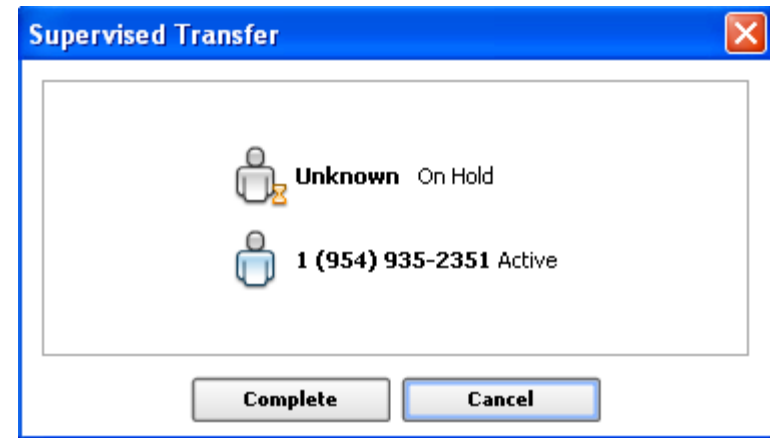 Supervised Transfer
Unknown On Hold
1 (954) 935-2351 Active
Complete Cancel